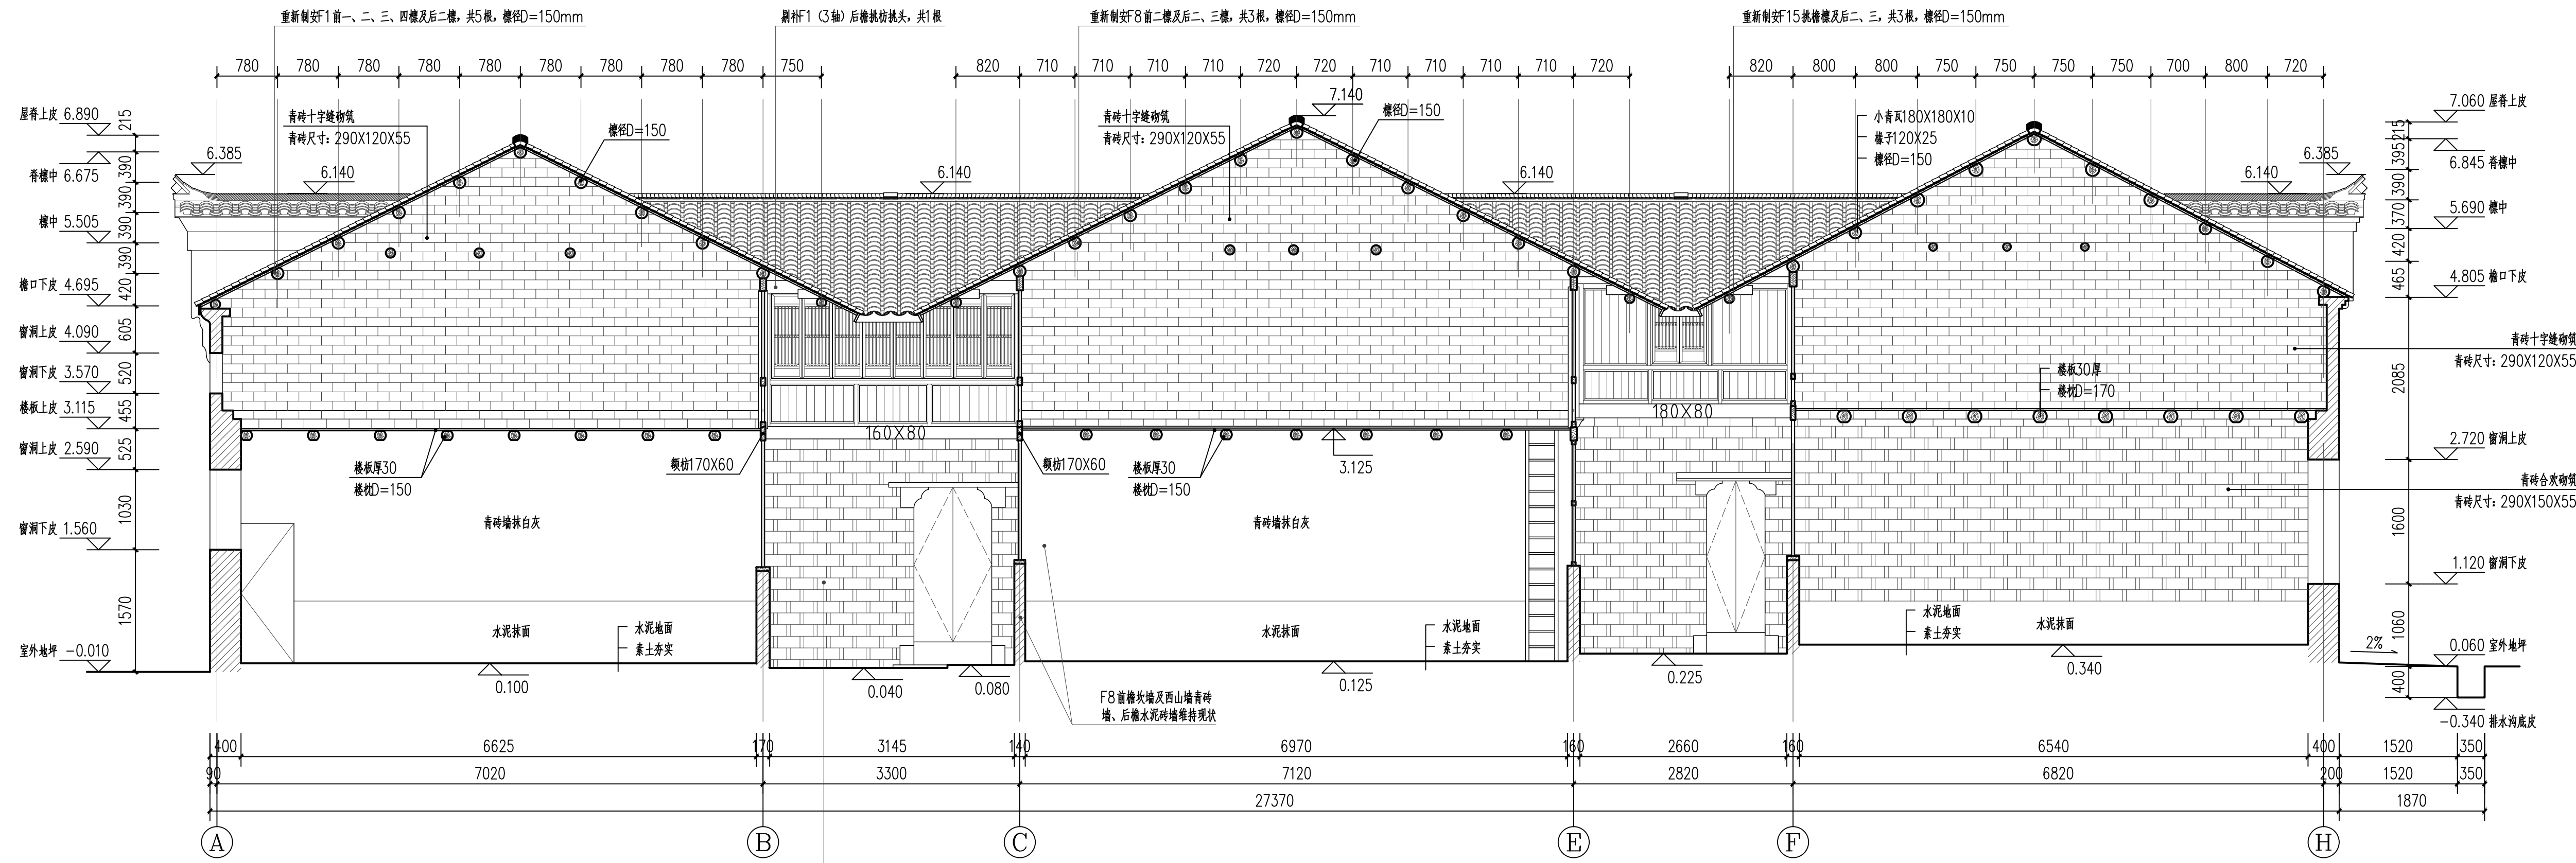 重新制安F1前一、二、三、四檩及后二檩，共5根，檩径D=150mm
剔补F1（3轴）后檐挑枋挑头，共1根
重新制安F8前二檩及后二、三檩，共3根，檩径D=150mm
重新制安F15挑檐檩及后二、三，共3根，檩径D=150mm
780 780 780 780 780 780 780 780 780 750
820 710 710 710 710 720 720 710 710 710 710 720
820 800 800 750 750 750 750 700 800 720
屋脊上皮 6.890
脊檩中 6.675
檩中 5.505
檐口下皮 4.695
窗洞上皮 4.090
窗洞下皮 3.570
楼板上皮 3.115
窗洞上皮 2.590
窗洞下皮 1.560
室外地坪 -0.010
215
390
390
390
390
420
605
520
455
525
1030
1570
6.385
6.140
青砖十字缝砌筑
青砖尺寸：290X120X55
檩径D=150
6.140
青砖十字缝砌筑
青砖尺寸：290X120X55
7.140
檩径D=150
6.140
小青瓦180X180X10
椽子120X25
檩径D=150
6.140
6.385
7.060 屋脊上皮
6.845 脊檩中
5.690 檩中
4.805 檐口下皮
2.720 窗洞上皮
1.120 窗洞下皮
0.060 室外地坪
-0.340 排水沟底皮
215
395
390
370
420
465
2085
1600
1060
400
青砖十字缝砌筑
青砖尺寸：290X120X55
楼板30厚
楼枕D=170
青砖合欢砌筑
青砖尺寸：290X150X55
160X80
180X80
楼板厚30
楼枕D=150
额枋170X60
额枋170X60
楼板厚30
楼枕D=150
3.125
青砖墙抹白灰
青砖墙抹白灰
水泥抹面
水泥地面
素土夯实
水泥抹面
水泥地面
素土夯实
水泥地面
素土夯实
水泥抹面
2%
0.100
0.040
0.080
0.125
0.225
0.340
F8前檐坎墙及西山墙青砖
墙、后檐水泥砖墙维持现状
400 6625 170 3145 140 6970 160 2660 160 6540 400 1520 350
90 7020 3300 7120 2820 6820 200 1520 350
27370 1870
A B C E F H